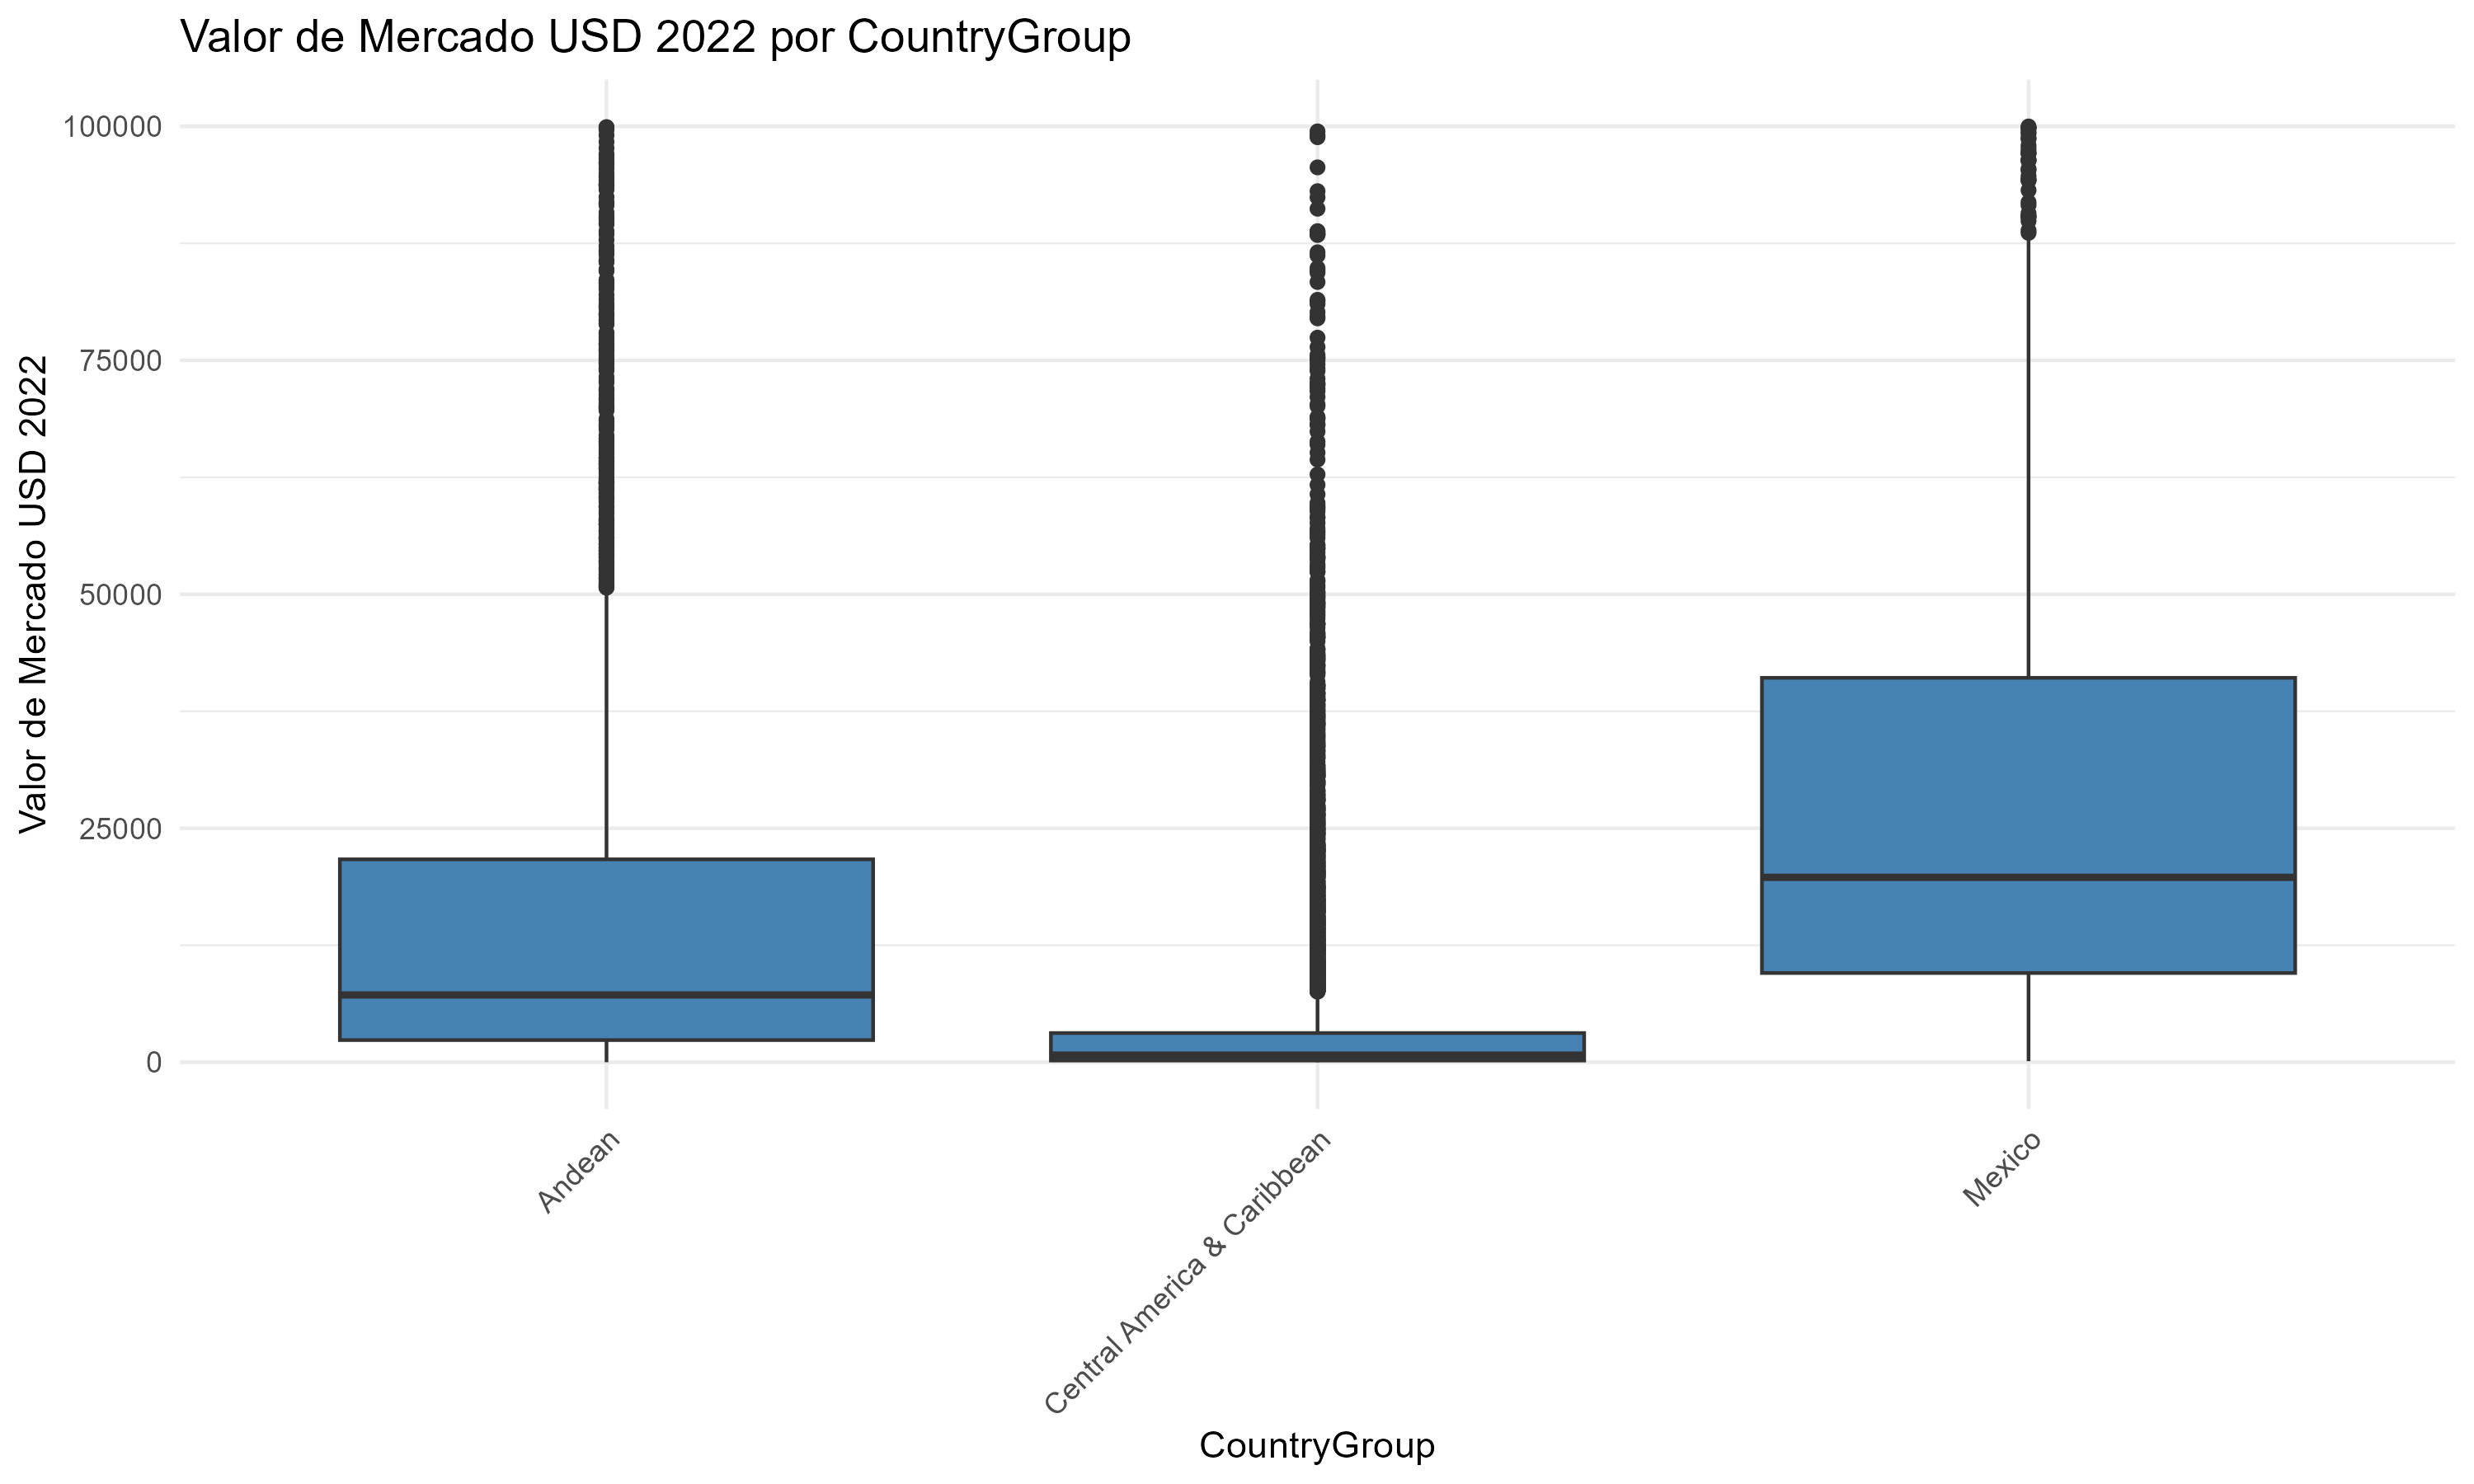 Valor de Mercado USD 2022 por CountryGroup
Valor de Mercado USD 2022
100000
75000
50000
25000
0
Andean
Central America & Caribbean
Mexico
CountryGroup